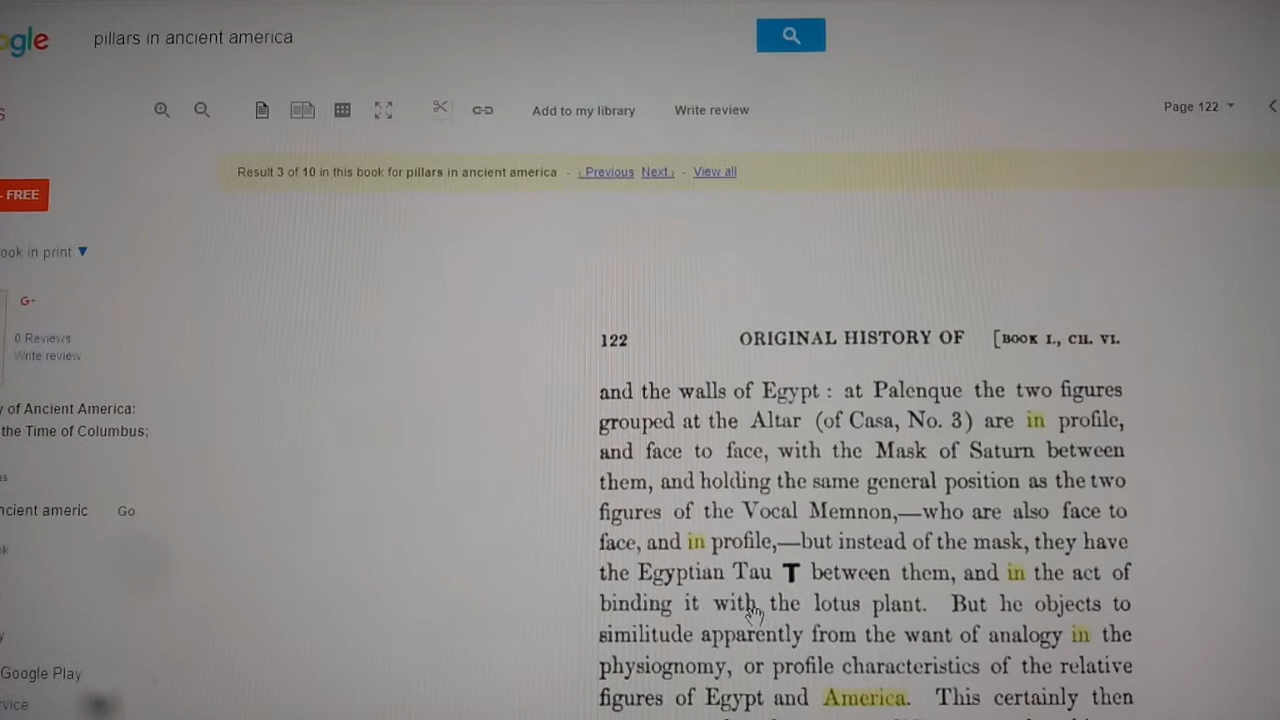 ogle pillars in ancient america
S Add to my library Write review Page 122
Result 3 of 10 in this book for pillars in ancient america - ‹ Previous Next › - View all
- FREE
ook in print ▼
G-
0 Reviews
Write review
y of Ancient America:
the Time of Columbus;
es
ncient americ Go
k
y
Google Play
rvice
122 ORIGINAL HISTORY OF [BOOK I., CH. VI.
and the walls of Egypt : at Palenque the two figures
grouped at the Altar (of Casa, No. 3) are in profile,
and face to face, with the Mask of Saturn between
them, and holding the same general position as the two
figures of the Vocal Memnon,—who are also face to
face, and in profile,—but instead of the mask, they have
the Egyptian Tau T between them, and in the act of
binding it with the lotus plant. But he objects to
similitude apparently from the want of analogy in the
physiognomy, or profile characteristics of the relative
figures of Egypt and America. This certainly then